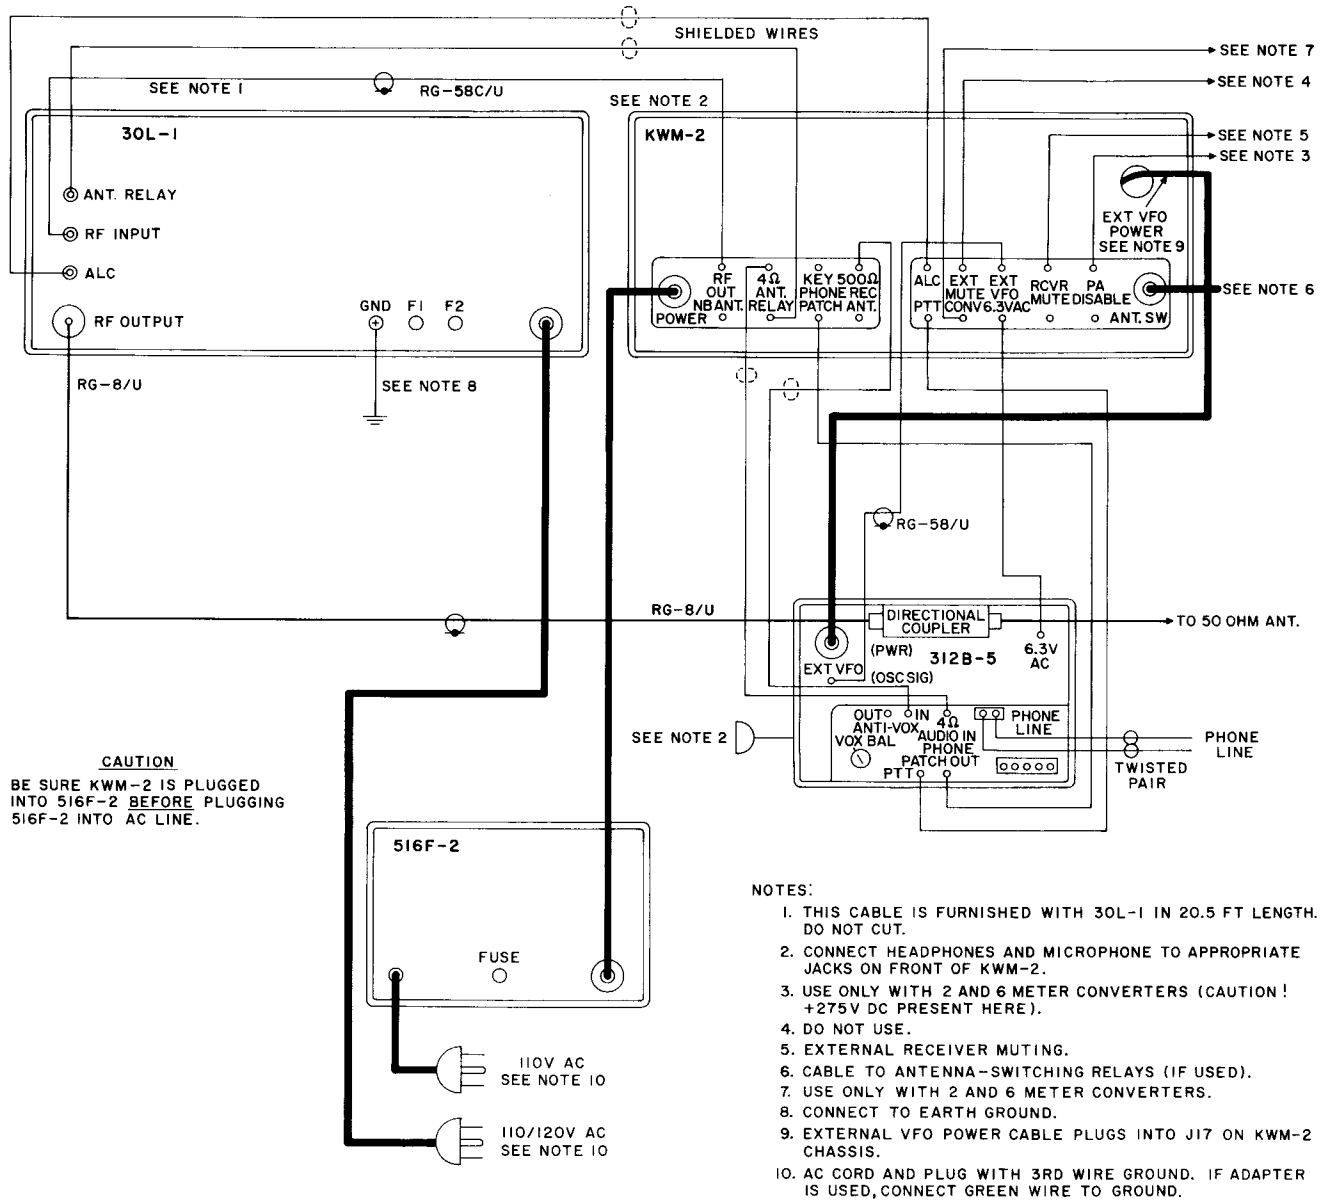 SHIELDED WIRES
SEE NOTE 7
SEE NOTE 1
RG-58C/U
SEE NOTE 4
SEE NOTE 2
30L-1
KWM-2
SEE NOTE 5
SEE NOTE 3
ANT. RELAY
RF INPUT
ALC
RF OUTPUT
GND F1 F2
EXT VFO
POWER
SEE NOTE 9
RF
OUT
NB ANT.
POWER
4Ω
ANT.
RELAY
KEY 500Ω
PHONE REC
PATCH ANT.
ALC
PTT
EXT
MUTE
CONV
EXT
VFO
6.3VAC
RCVR
MUTE
PA
DISABLE
ANT. SW
SEE NOTE 6
RG-8/U
SEE NOTE 8
RG-58/U
RG-8/U
DIRECTIONAL
COUPLER
TO 50 OHM ANT.
(PWR)
312B-5
6.3V
AC
EXT VFO
(OSC SIG)
OUT IN
ANTI-VOX
VOX BAL
4Ω
AUDIO IN
PHONE
PATCH OUT
PTT
PHONE
LINE
SEE NOTE 2
PHONE
LINE
TWISTED
PAIR
CAUTION
BE SURE KWM-2 IS PLUGGED
INTO 516F-2 BEFORE PLUGGING
516F-2 INTO AC LINE.
516F-2
FUSE
110V AC
SEE NOTE 10
110/120V AC
SEE NOTE 10
NOTES:
1. THIS CABLE IS FURNISHED WITH 30L-1 IN 20.5 FT LENGTH.
DO NOT CUT.
2. CONNECT HEADPHONES AND MICROPHONE TO APPROPRIATE
JACKS ON FRONT OF KWM-2.
3. USE ONLY WITH 2 AND 6 METER CONVERTERS (CAUTION!
+275V DC PRESENT HERE).
4. DO NOT USE.
5. EXTERNAL RECEIVER MUTING.
6. CABLE TO ANTENNA-SWITCHING RELAYS (IF USED).
7. USE ONLY WITH 2 AND 6 METER CONVERTERS.
8. CONNECT TO EARTH GROUND.
9. EXTERNAL VFO POWER CABLE PLUGS INTO J17 ON KWM-2
CHASSIS.
10. AC CORD AND PLUG WITH 3RD WIRE GROUND. IF ADAPTER
IS USED, CONNECT GREEN WIRE TO GROUND.